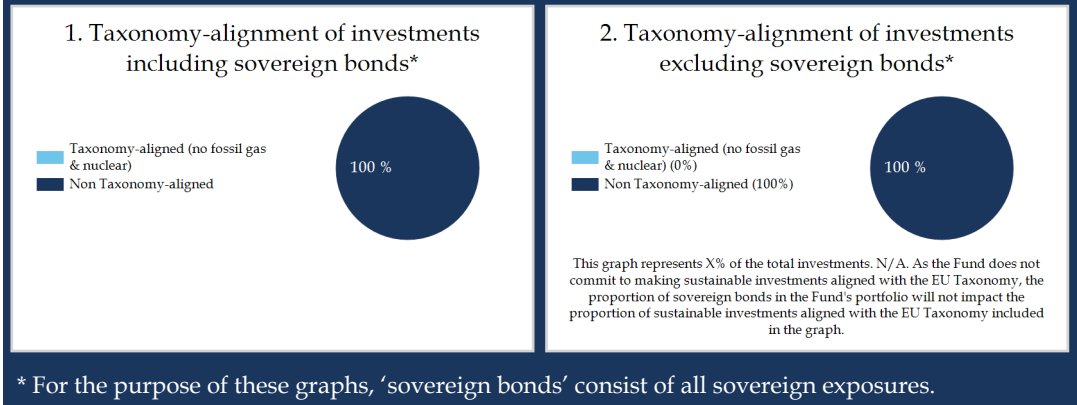 1. Taxonomy-alignment of investments
including sovereign bonds*
Taxonomy-aligned (no fossil gas
& nuclear)
Non Taxonomy-aligned
100 %
2. Taxonomy-alignment of investments
excluding sovereign bonds*
Taxonomy-aligned (no fossil gas
& nuclear) (0%)
Non Taxonomy-aligned (100%)
100 %
This graph represents X% of the total investments. N/A. As the Fund does not
commit to making sustainable investments aligned with the EU Taxonomy, the
proportion of sovereign bonds in the Fund's portfolio will not impact the
proportion of sustainable investments aligned with the EU Taxonomy included
in the graph.
* For the purpose of these graphs, ‘sovereign bonds’ consist of all sovereign exposures.